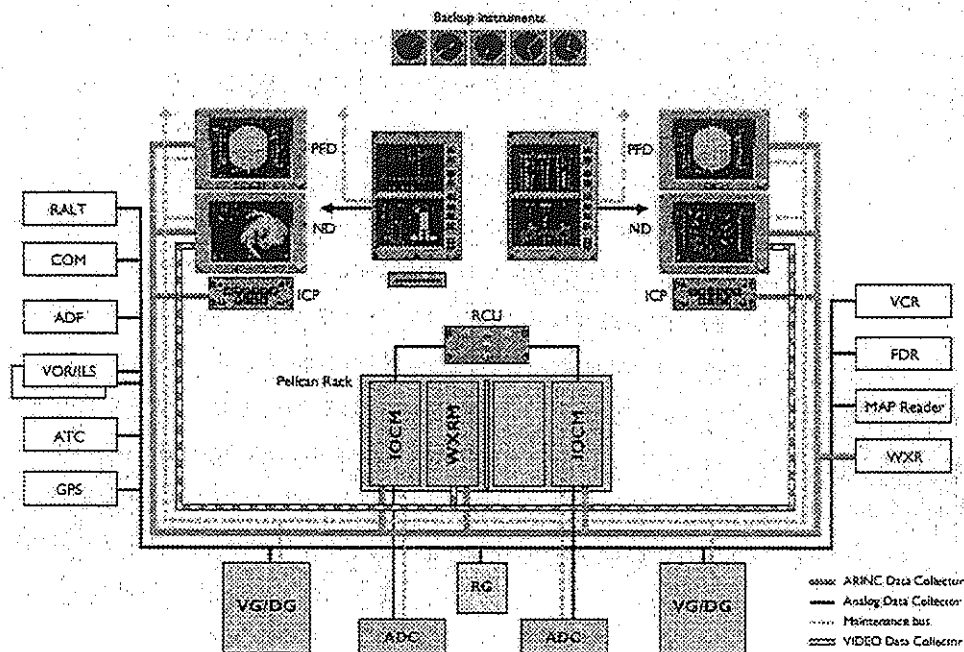 Backup instruments
PFD
PFD
ND
ND
ICP
ICP
RALT
COM
ADF
VOR/ILS
ATC
GPS
VCR
FDR
MAP Reader
WXR
RCU
Pelican Rack
IOCM
WXRM
IOCM
VG/DG
RG
VG/DG
ADC
ADC
ARINC Data Collector
Analog Data Collector
Maintenance bus
VIDEO Data Collector